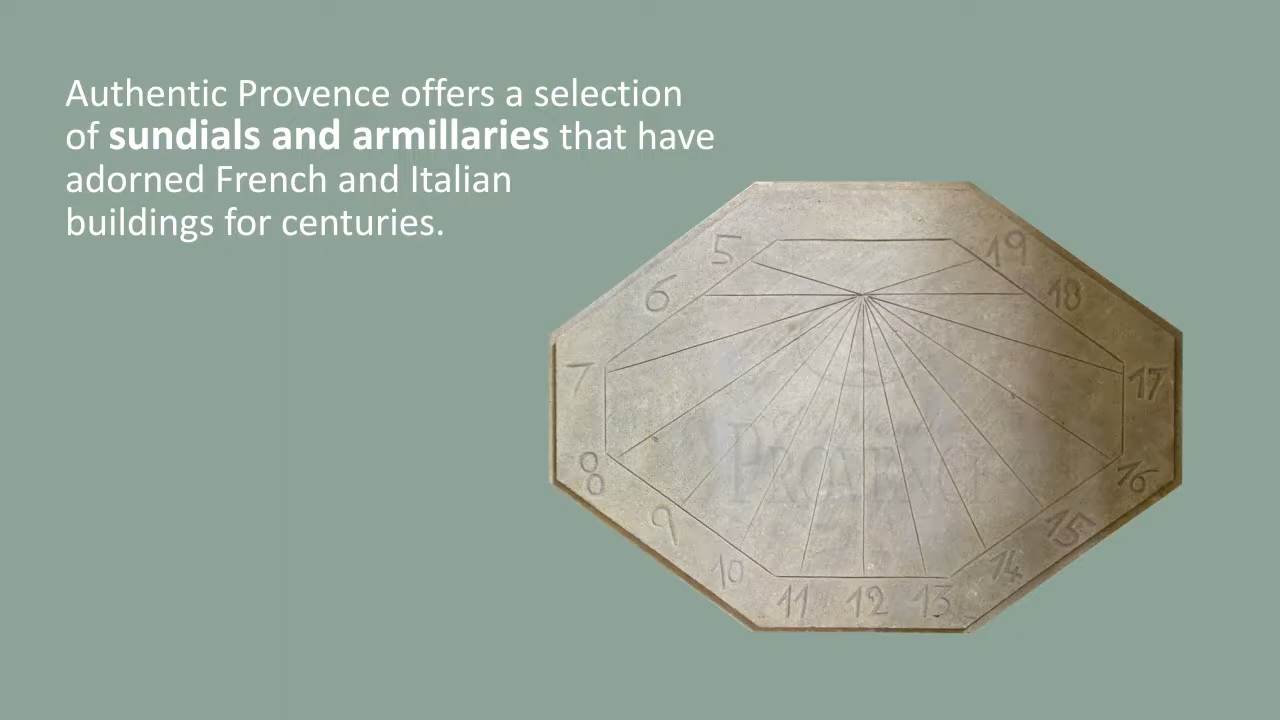 Authentic Provence offers a selection
of sundials and armillaries that have
adorned French and Italian
buildings for centuries.
5
19
6
18
7
17
8
16
9
15
10
14
11 12 13
PROVENCE